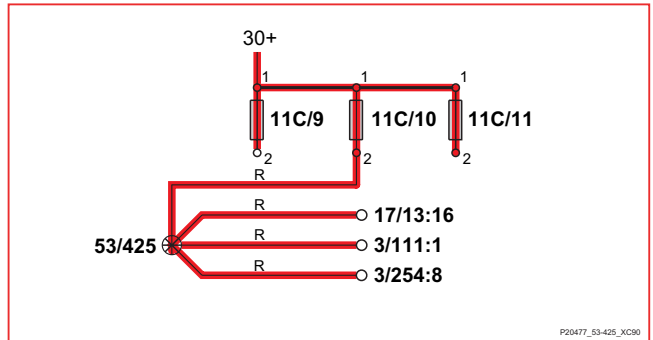 30+
1 1 1
11C/9 11C/10 11C/11
2 2 2
R
R 17/13:16
53/425 R 3/111:1
R 3/254:8
P20477_53-425_XC90